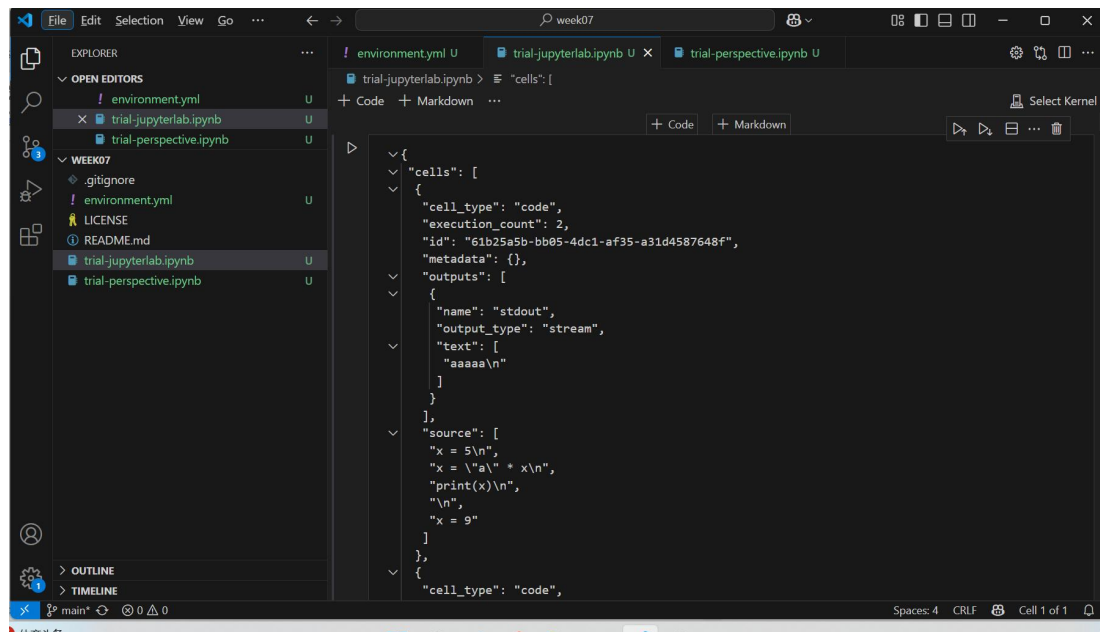 File Edit Selection View Go ··· week07
EXPLORER ···
OPEN EDITORS
! environment.yml U
trial-jupyterlab.ipynb U
trial-perspective.ipynb U
WEEK07
.gitignore
! environment.yml U
LICENSE
README.md
trial-jupyterlab.ipynb U
trial-perspective.ipynb U
OUTLINE
TIMELINE
3
1
! environment.yml U trial-jupyterlab.ipynb U trial-perspective.ipynb U
trial-jupyterlab.ipynb > "cells": [
+ Code + Markdown ··· Select Kernel
+ Code + Markdown
{
"cells": [
{
"cell_type": "code",
"execution_count": 2,
"id": "61b25a5b-bb05-4dc1-af35-a31d4587648f",
"metadata": {},
"outputs": [
{
"name": "stdout",
"output_type": "stream",
"text": [
"aaaaa\n"
]
}
],
"source": [
"x = 5\n",
"x = \"a\" * x\n",
"print(x)\n",
"\n",
"x = 9"
]
},
{
"cell_type": "code",
main* 0 0 Spaces: 4 CRLF Cell 1 of 1